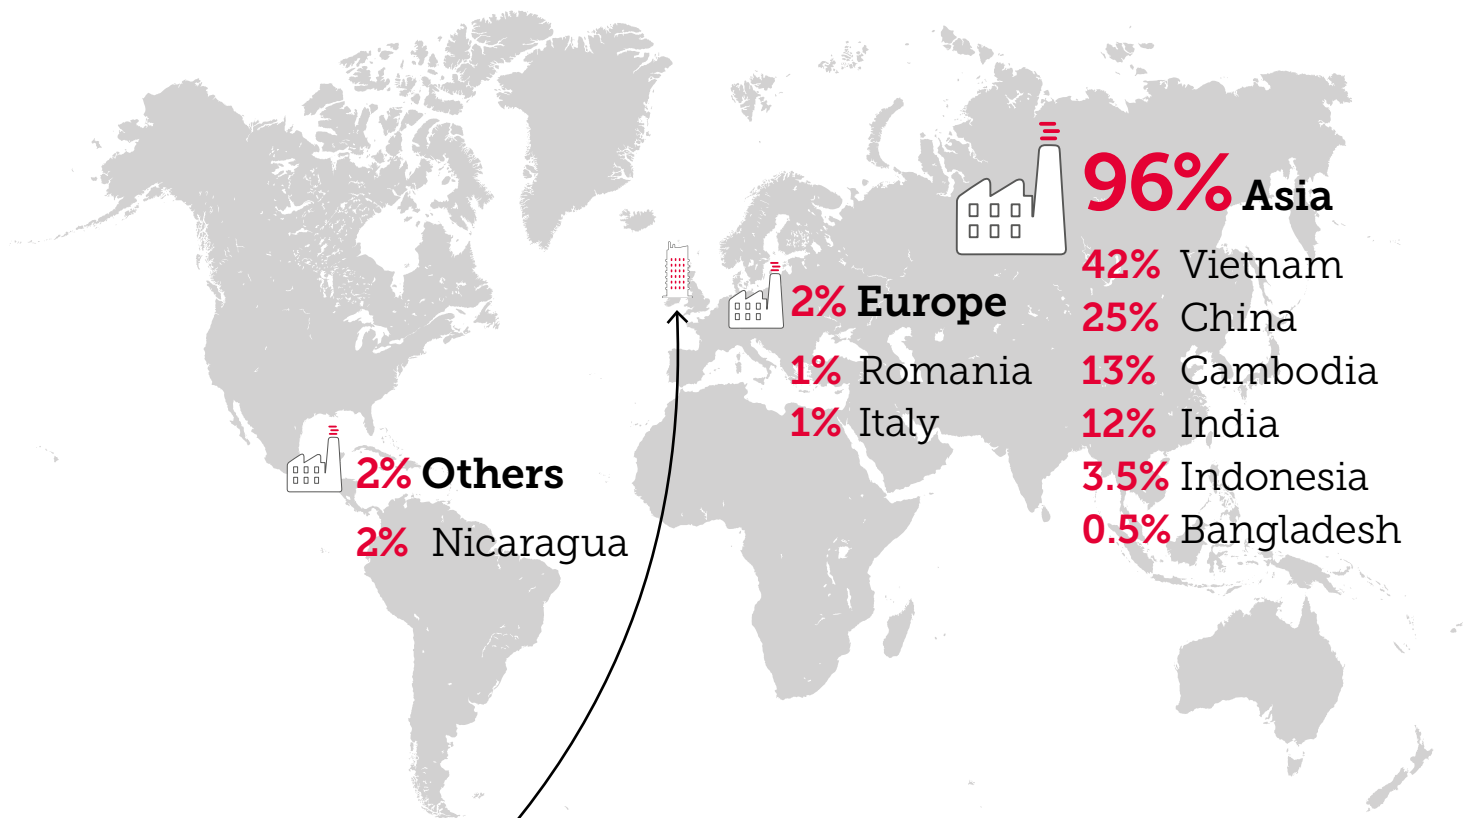 96% Asia
42% Vietnam
25% China
13% Cambodia
12% India
3.5% Indonesia
0.5% Bangladesh
2% Europe
1% Romania
1% Italy
2% Others
2% Nicaragua